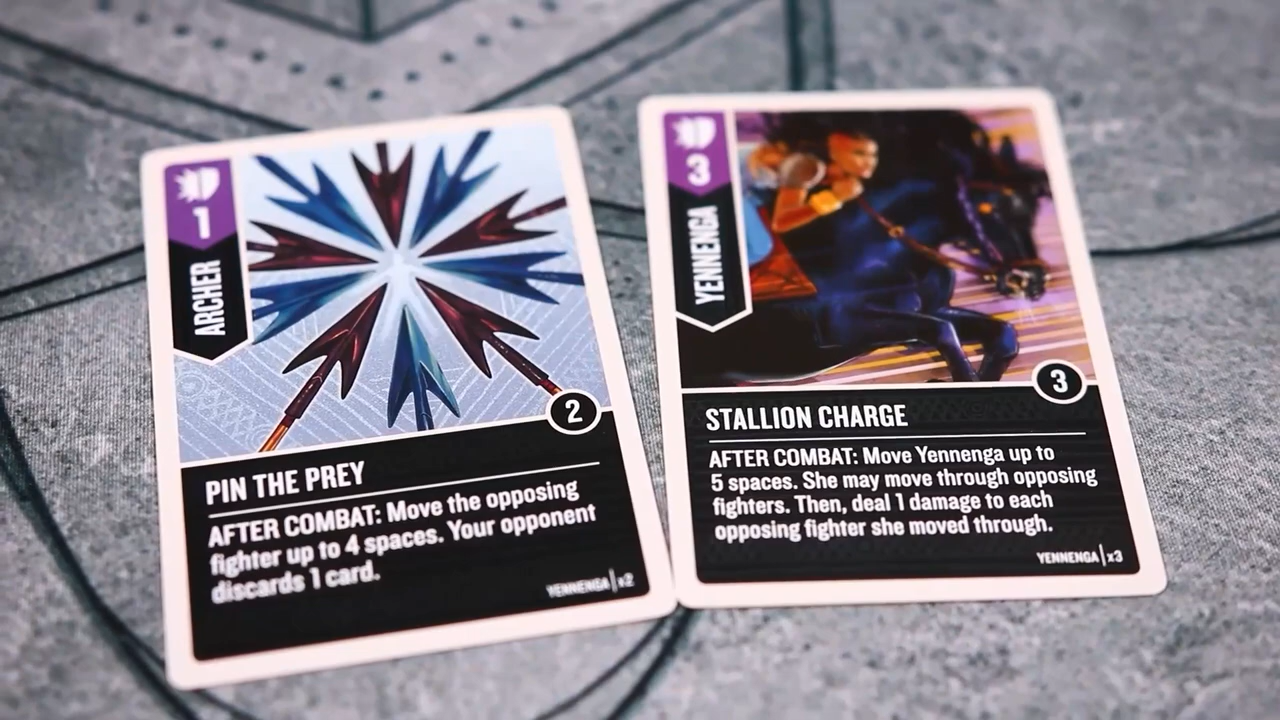 1
ARCHER
2
PIN THE PREY
AFTER COMBAT: Move the opposing
fighter up to 4 spaces. Your opponent
discards 1 card.
YENNENGA | x2
3
YENNENGA
3
STALLION CHARGE
AFTER COMBAT: Move Yennenga up to
5 spaces. She may move through opposing
fighters. Then, deal 1 damage to each
opposing fighter she moved through.
YENNENGA | x3